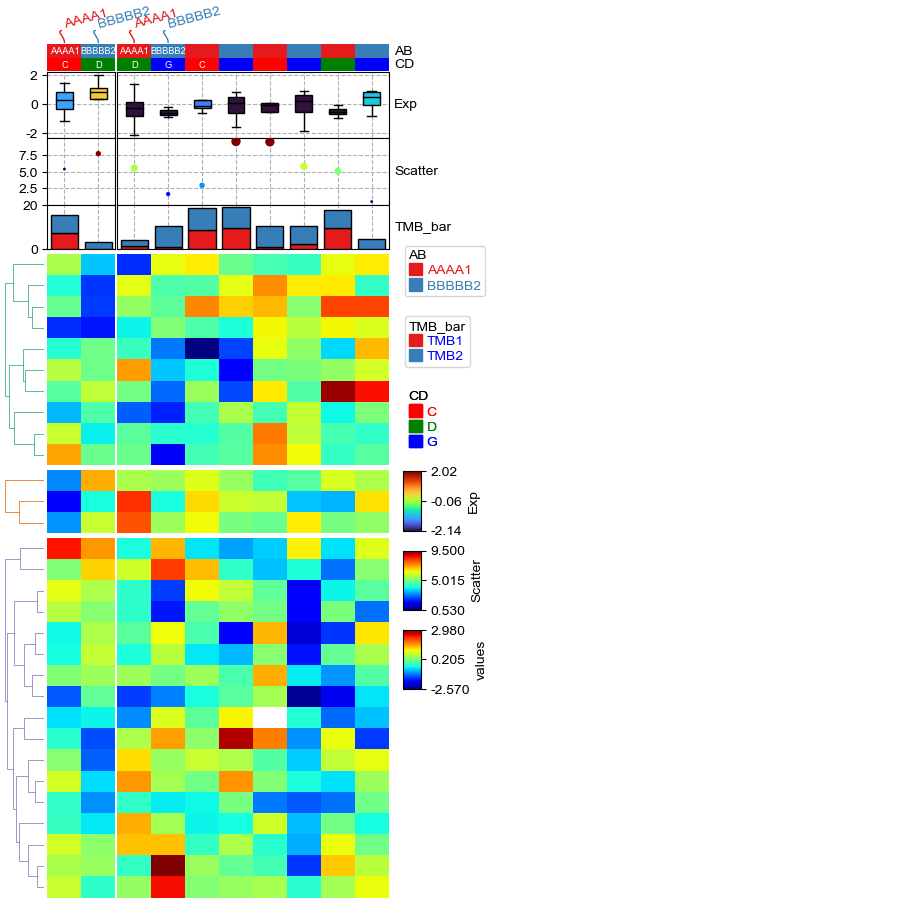 AAAA1 BBBBB2 AAAA1 BBBBB2
AAAA1 BBBBB2 AAAA1 BBBBB2 AB
C D D G C CD
2
0
-2
Exp
7.5
5.0
2.5
Scatter
20
0
TMB_bar
AB
AAAA1
BBBBB2
TMB_bar
TMB1
TMB2
CD
C
D
G
2.02
-0.06
-2.14
Exp
9.500
5.015
0.530
Scatter
2.980
0.205
-2.570
values